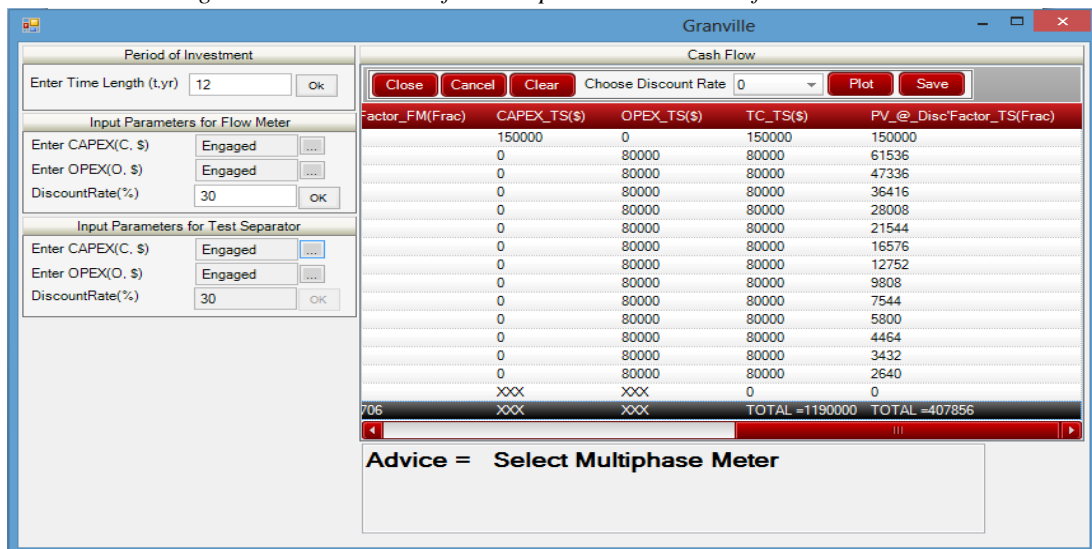 Granville
Period of Investment
Enter Time Length (t,yr) 12 Ok
Input Parameters for Flow Meter
Enter CAPEX(C, $) Engaged ...
Enter OPEX(O, $) Engaged ...
DiscountRate(%) 30 OK
Input Parameters for Test Separator
Enter CAPEX(C, $) Engaged ...
Enter OPEX(O, $) Engaged ...
DiscountRate(%) 30 OK
Cash Flow
Close Cancel Clear Choose Discount Rate 0 Plot Save
Factor_FM(Frac) CAPEX_TS($) OPEX_TS($) TC_TS($) PV_@_Disc'Factor_TS(Frac)
150000 0 150000 150000
0 80000 80000 61536
0 80000 80000 47336
0 80000 80000 36416
0 80000 80000 28008
0 80000 80000 21544
0 80000 80000 16576
0 80000 80000 12752
0 80000 80000 9808
0 80000 80000 7544
0 80000 80000 5800
0 80000 80000 4464
0 80000 80000 3432
0 80000 80000 2640
XXX XXX 0 0
706 XXX XXX TOTAL =1190000 TOTAL =407856
Advice = Select Multiphase Meter